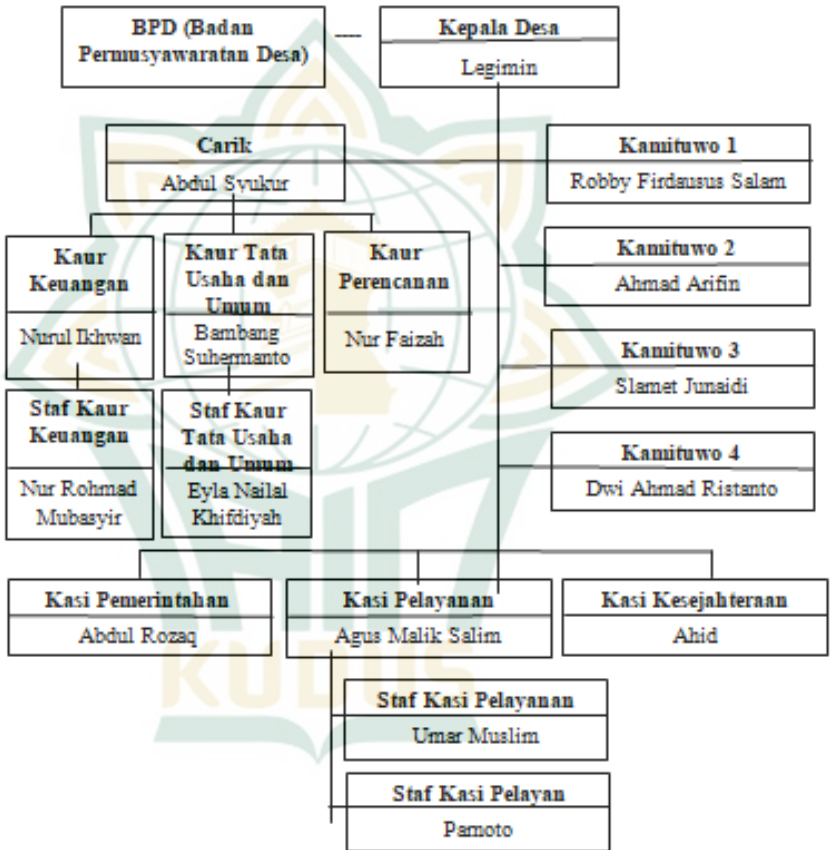 BPD (Badan
Permusyawaratan Desa)
Kepala Desa
Legimin
Carik
Abdul Syukur
Kamituwo 1
Robby Firdausus Salam
Kaur
Keuangan
Nurul Ikhwan
Kaur Tata
Usaha dan
Umum
Bambang
Suhermanto
Kaur
Perencanan
Nur Faizah
Kamituwo 2
Ahmad Arifin
Kamituwo 3
Slamet Junaidi
Staf Kaur
Keuangan
Nur Rohmad
Mubasyir
Staf Kaur
Tata Usaha
dan Umum
Eyla Nailal
Khifdiyah
Kamituwo 4
Dwi Ahmad Ristanto
Kasi Pemerintahan
Abdul Rozaq
Kasi Pelayanan
Agus Malik Salim
Kasi Kesejahteraan
Ahid
KUDUS
Staf Kasi Pelayanan
Umar Muslim
Staf Kasi Pelayan
Parnoto